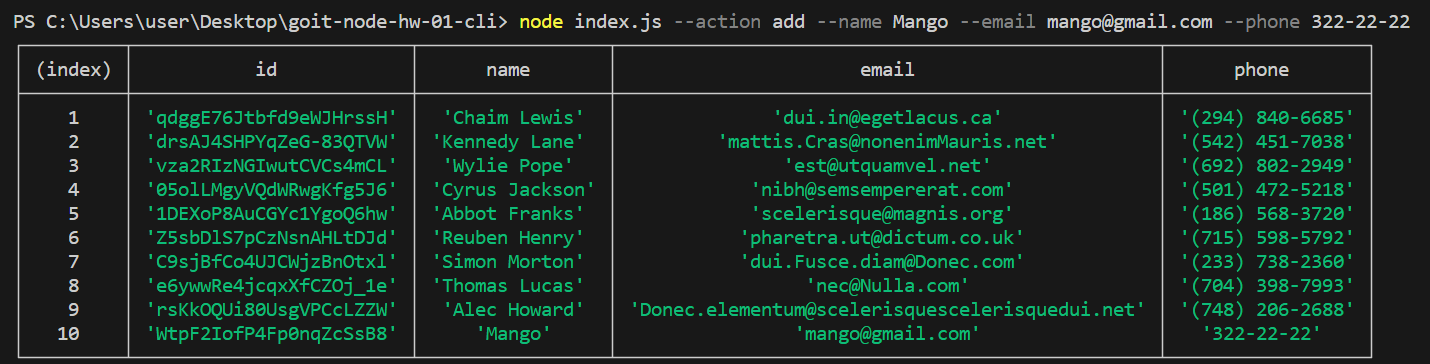 PS C:\Users\user\Desktop\goit-node-hw-01-cli> node index.js --action add --name Mango --email mango@gmail.com --phone 322-22-22
(index) id name email phone
1 'qdggE76Jtbfd9eWJHrssH' 'Chaim Lewis' 'dui.in@egetlacus.ca' '(294) 840-6685'
2 'drsAJ4SHPYqZeG-83QTVW' 'Kennedy Lane' 'mattis.Cras@nonenimMauris.net' '(542) 451-7038'
3 'vza2RIzNGIwutCVCs4mCL' 'Wylie Pope' 'est@utquamvel.net' '(692) 802-2949'
4 '05olLMgyVQdWRwgKfg5J6' 'Cyrus Jackson' 'nibh@semsempererat.com' '(501) 472-5218'
5 '1DEXoP8AuCGYc1YgoQ6hw' 'Abbot Franks' 'scelerisque@magnis.org' '(186) 568-3720'
6 'Z5sbDlS7pCzNsnAHLtDJd' 'Reuben Henry' 'pharetra.ut@dictum.co.uk' '(715) 598-5792'
7 'C9sjBfCo4UJCWjzBnOtxl' 'Simon Morton' 'dui.Fusce.diam@Donec.com' '(233) 738-2360'
8 'e6ywwRe4jcqxXfCZOj_1e' 'Thomas Lucas' 'nec@Nulla.com' '(704) 398-7993'
9 'rsKkOQUi80UsgVPCcLZZW' 'Alec Howard' 'Donec.elementum@scelerisquescelerisquedui.net' '(748) 206-2688'
10 'WtpF2IofP4Fp0nqZcSsB8' 'Mango' 'mango@gmail.com' '322-22-22'